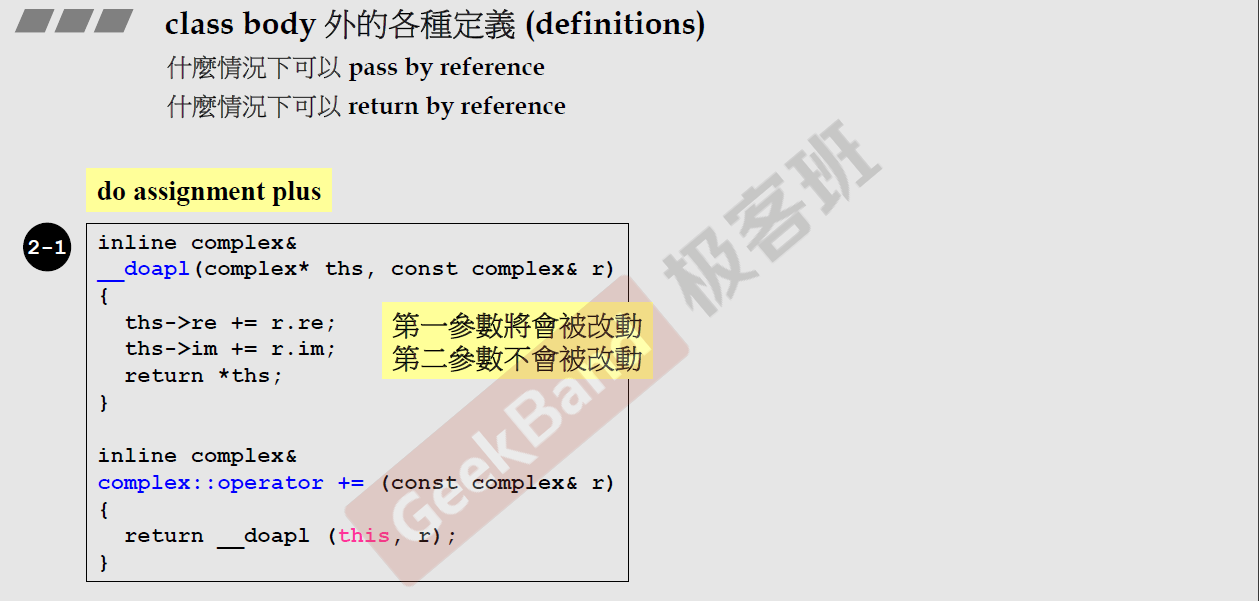 class body 外的各種定義 (definitions)
什麼情況下可以 pass by reference
什麼情況下可以 return by reference
do assignment plus
2-1
inline complex&
__doapl(complex* ths, const complex& r)
{
  ths->re += r.re;
  ths->im += r.im;
  return *ths;
}
第一參數將會被改動
第二參數不會被改動
inline complex&
complex::operator += (const complex& r)
{
  return __doapl (this, r);
}
GeekBand 极客班